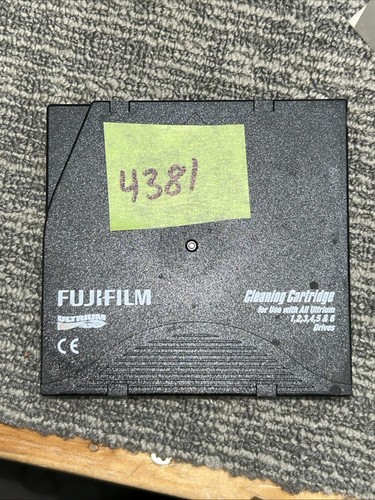 4381
FUJIFILM
ULTRIUM
CE
Cleaning Cartridge
for Use with All Ultrium
1,2,3,4,5 & 6
Drives